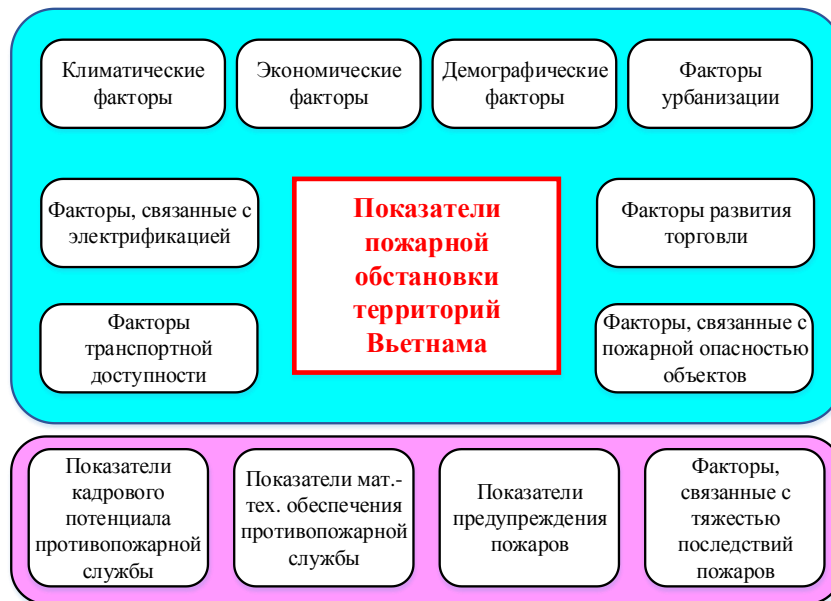 Климатические
факторы
Экономические
факторы
Демографические
факторы
Факторы
урбанизации
Факторы, связанные с
электрификацией
Показатели
пожарной
обстановки
территорий
Вьетнама
Факторы развития
торговли
Факторы
транспортной
доступности
Факторы, связанные с
пожарной опасностью
объектов
Показатели
кадрового
потенциала
противопожарной
службы
Показатели мат.-
тех. обеспечения
противопожарной
службы
Показатели
предупреждения
пожаров
Факторы,
связанные с
тяжестью
последствий
пожаров